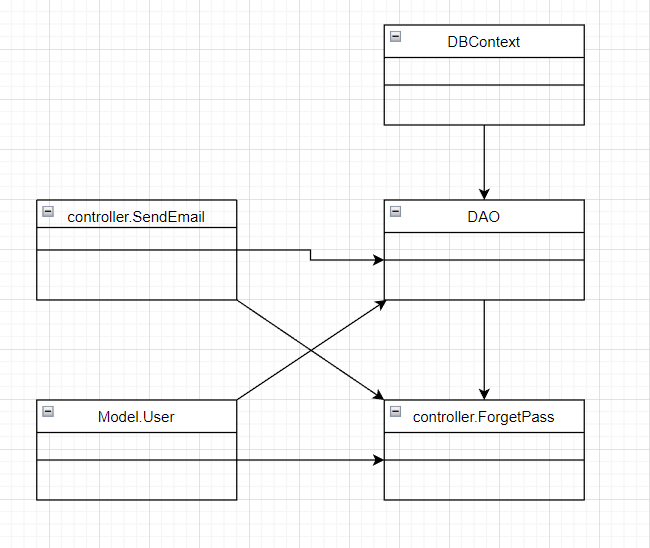 DBContext
controller.SendEmail
DAO
Model.User
controller.ForgetPass